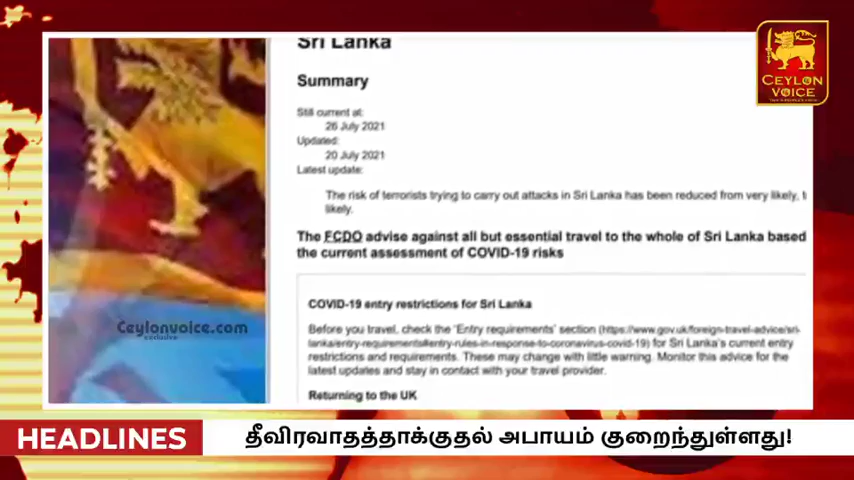 Sri Lanka
Summary
Still current at:
26 July 2021
Updated:
20 July 2021
Latest update:
The risk of terrorists trying to carry out attacks in Sri Lanka has been reduced from very likely, t
likely.
The FCDO advise against all but essential travel to the whole of Sri Lanka based
the current assessment of COVID-19 risks
COVID-19 entry restrictions for Sri Lanka
Before you travel, check the 'Entry requirements' section (https://www.gov.uk/foreign-travel-advice/sri-
lanka/entry-requirements#entry-rules-in-response-to-coronavirus-covid-19) for Sri Lanka's current entry
restrictions and requirements. These may change with little warning. Monitor this advice for the
latest updates and stay in contact with your travel provider.
Returning to the UK
Ceylonvoice.com
exclusive
CEYLON
VOICE
HEADLINES
தீவிரவாதத்தாக்குதல் அபாயம் குறைந்துள்ளது!